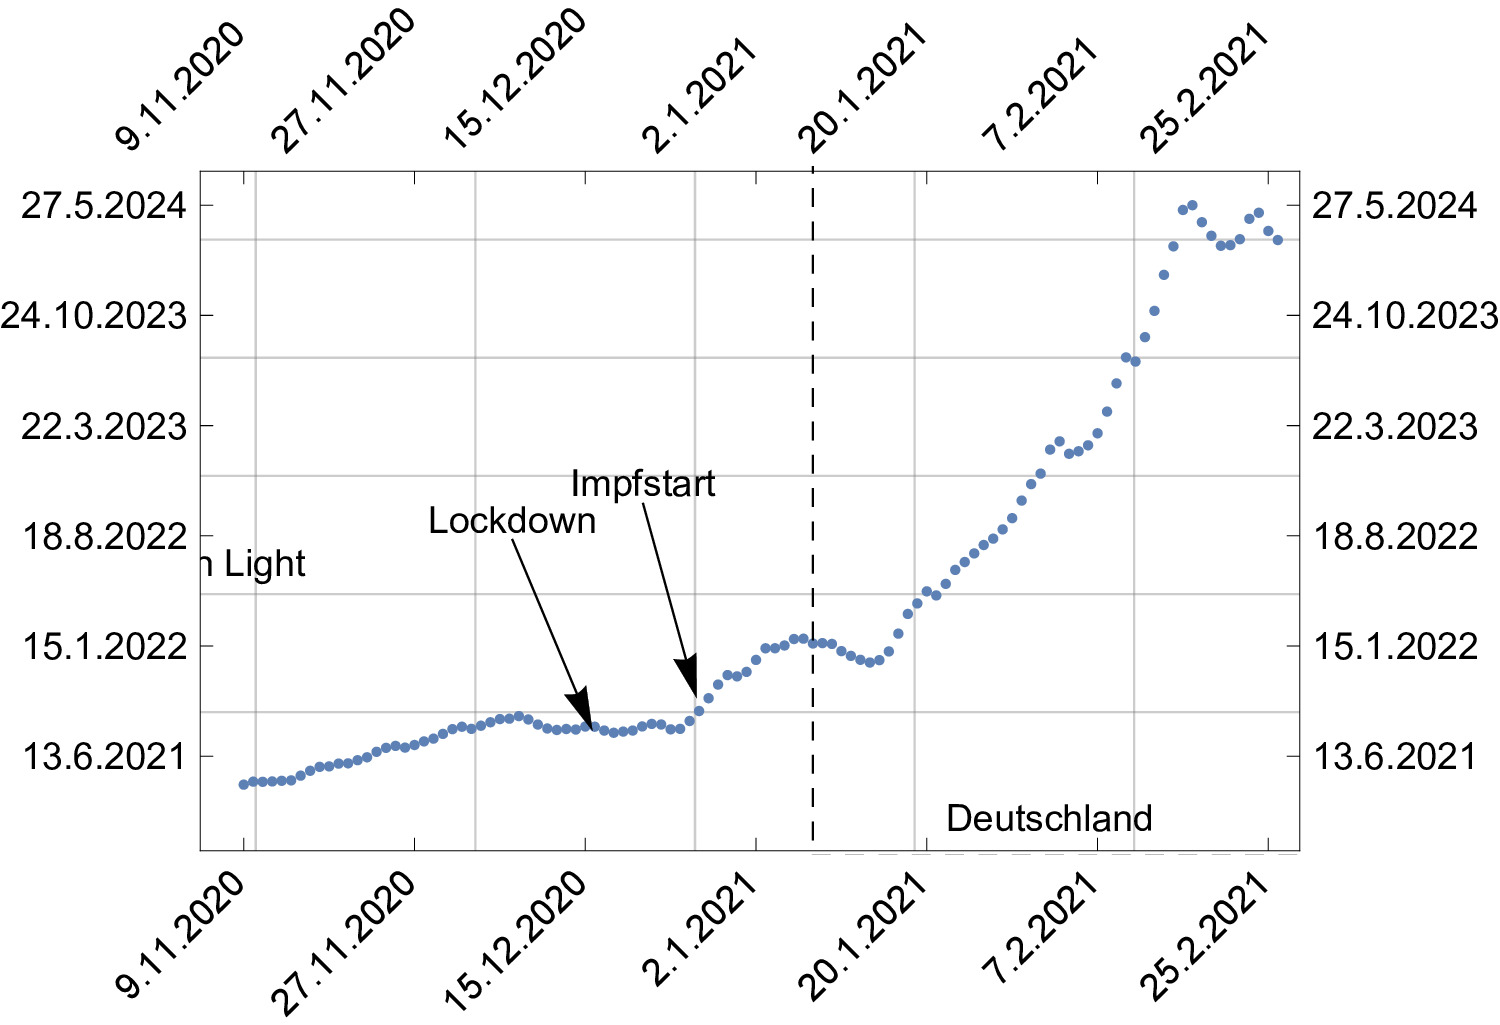 9.11.2020 27.11.2020 15.12.2020 2.1.2021 20.1.2021 7.2.2021 25.2.2021
27.5.2024 27.5.2024
24.10.2023 24.10.2023
22.3.2023 22.3.2023
Impfstart
Lockdown
18.8.2022 18.8.2022
n Light
15.1.2022 15.1.2022
13.6.2021 13.6.2021
Deutschland
9.11.2020 27.11.2020 15.12.2020 2.1.2021 20.1.2021 7.2.2021 25.2.2021